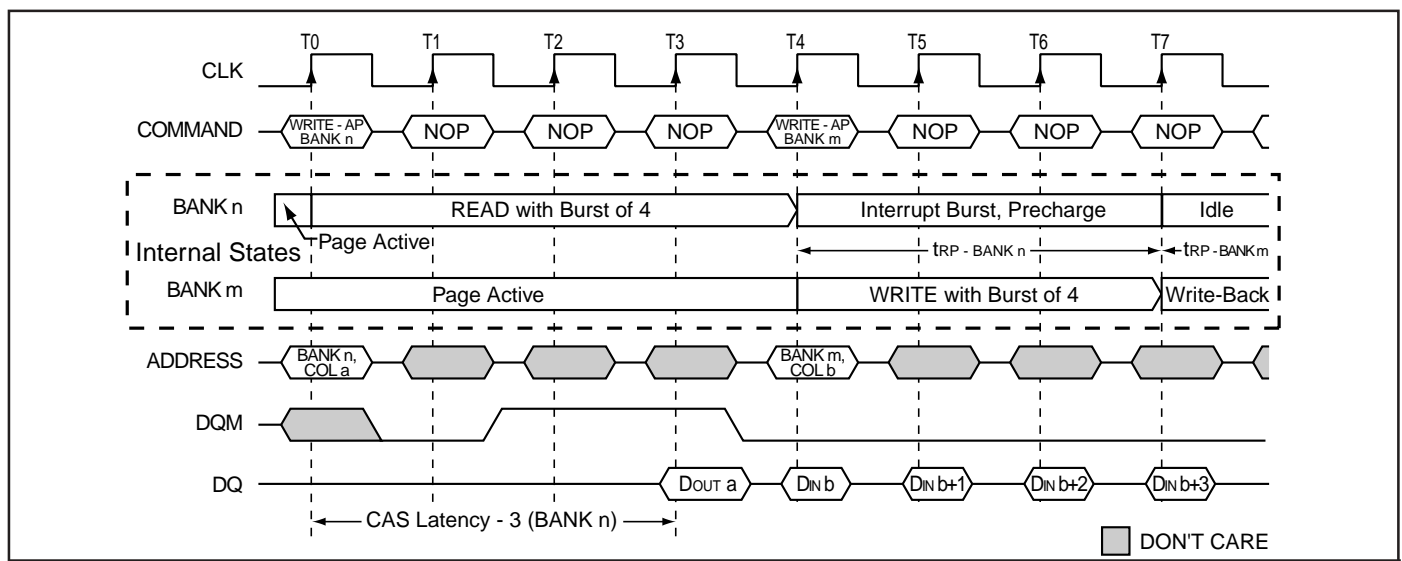 T0 T1 T2 T3 T4 T5 T6 T7
CLK
COMMAND WRITE - AP BANK n NOP NOP NOP WRITE - AP BANK m NOP NOP NOP
BANK n READ with Burst of 4 Interrupt Burst, Precharge Idle
Internal States Page Active tRP - BANK n tRP - BANK m
BANK m Page Active WRITE with Burst of 4 Write-Back
ADDRESS BANK n, COL a BANK m, COL b
DQM
DQ DOUT a DIN b DIN b+1 DIN b+2 DIN b+3
CAS Latency - 3 (BANK n)
DON'T CARE